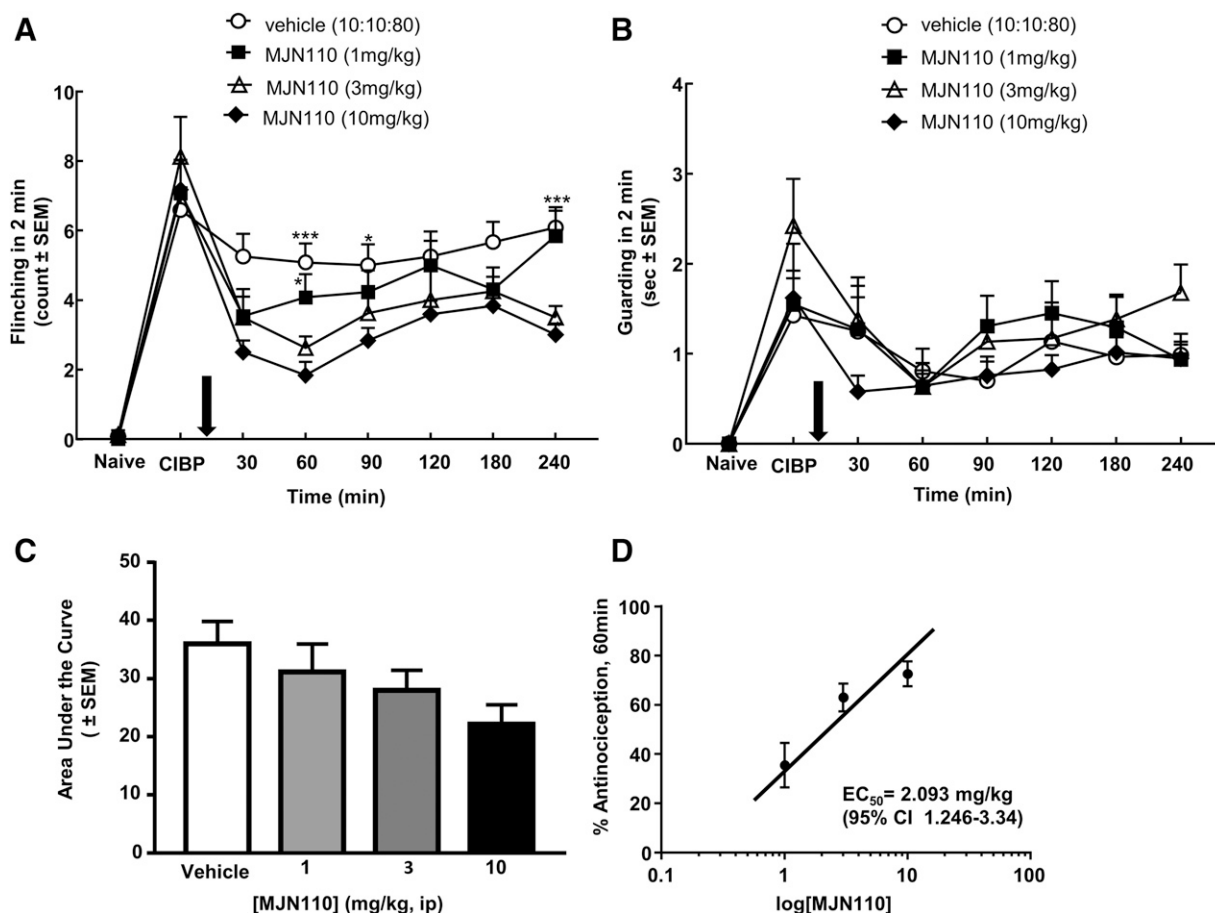 A
vehicle (10:10:80)
MJN110 (1mg/kg)
MJN110 (3mg/kg)
MJN110 (10mg/kg)
Flinching in 2 min
(count ± SEM)
10
8
6
4
2
0
***
*
*
***
Naive
CIBP
30
60
90
120
180
240
Time (min)
B
vehicle (10:10:80)
MJN110 (1mg/kg)
MJN110 (3mg/kg)
MJN110 (10mg/kg)
Guarding in 2 min
(sec ± SEM)
4
3
2
1
0
Naive
CIBP
30
60
90
120
180
240
Time (min)
C
Area Under the Curve
( ± SEM)
50
40
30
20
10
0
Vehicle
1
3
10
[MJN110] (mg/kg, ip)
D
% Antinociception, 60min
100
80
60
40
20
0
EC₅₀= 2.093 mg/kg
(95% CI 1.246-3.34)
0.1
1
10
100
log[MJN110]